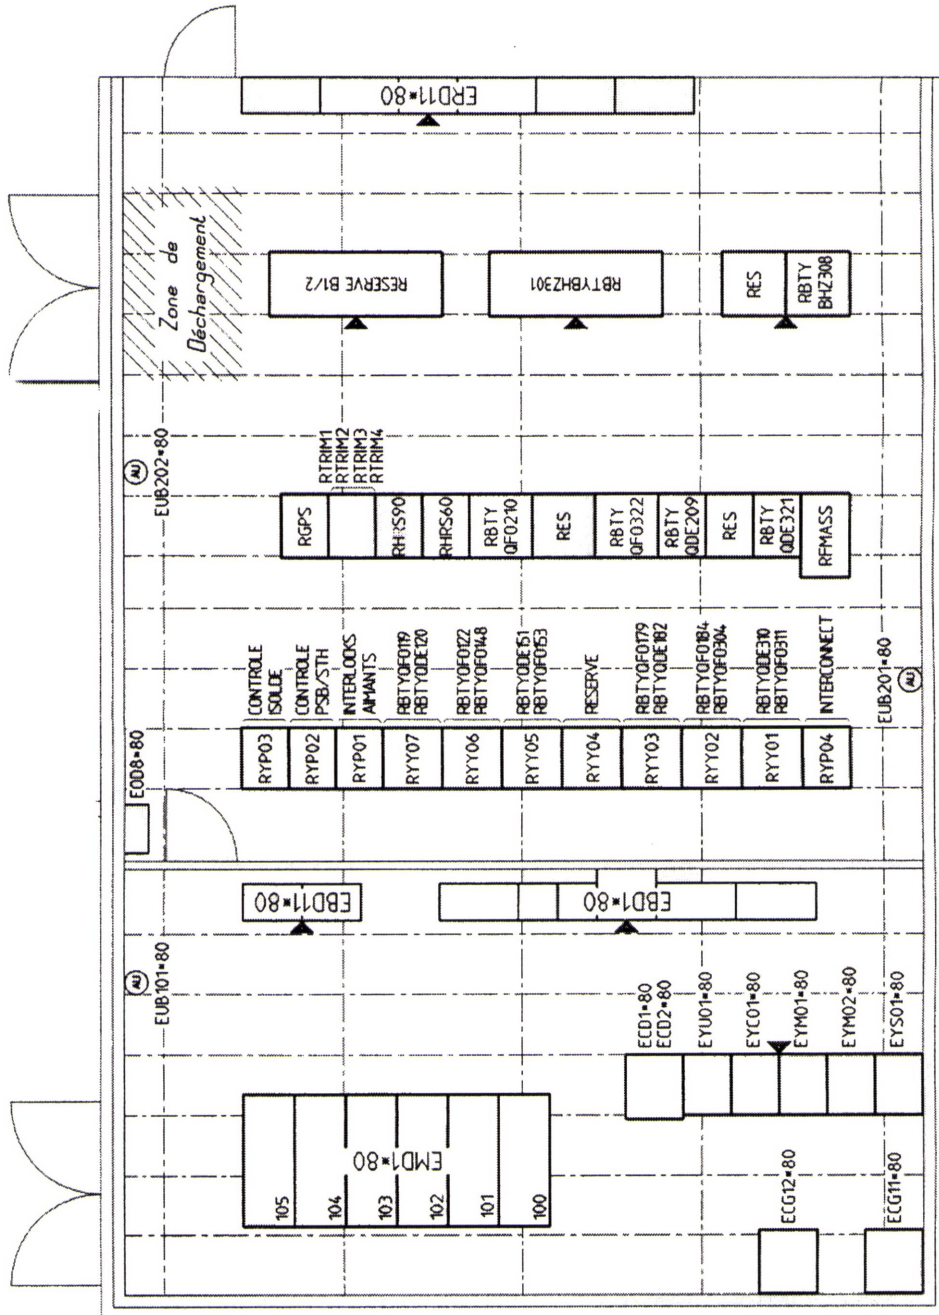 ERD11*80
Zone de
Déchargement
RESERVE B1/2
RBTYBHZ301
RES
RBTY
BHZ308
AU
EUB202*80
RTRIM1
RTRIM2
RTRIM3
RTRIM4
RGPS
RHRS90
RHRS60
RBTY
QF0210
RES
RBTY
QF0322
RBTY
QDE209
RES
RBTY
QDE321
RFMASS
CONTROLE
ISOLDE
CONTROLE
PSB/STH
INTERLOCKS
AIMANTS
RBTYQF0119
RBTYQDE120
RBTYQF0122
RBTYQF0148
RBTYQDE151
RBTYQF0153
RESERVE
RBTYQF0179
RBTYQDE182
RBTYQF0184
RBTYQF0304
RBTYQDE310
RBTYQF0311
INTERCONNECT
RYP03
RYP02
RYP01
RYY07
RYY06
RYY05
RYY04
RYY03
RYY02
RYY01
RYP04
EUB201*80
AU
EOD8*80
EBD11*80
EBD1*80
AU
EUB101*80
ECD1*80
ECD2*80
EYU01*80
EYC01*80
EYM01*80
EYM02*80
EYS01*80
EMD1*80
105
104
103
102
101
100
ECG12*80
ECG11*80